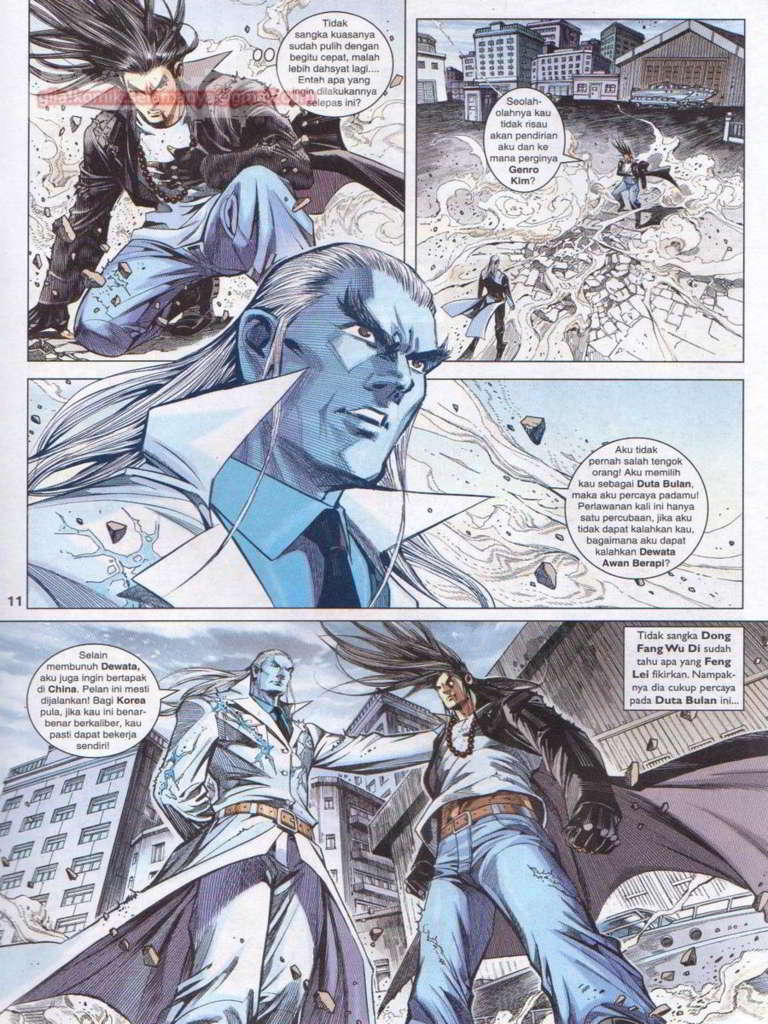 Tidak
sangka kuasanya
sudah pulih dengan
begitu cepat, malah
lebih dahsyat lagi....
Entah apa yang
ingin dilakukannya
selepas ini?
Seolah-
olahnya kau
tidak risau
akan pendirian
aku dan ke
mana perginya
Genro
Kim?
Aku tidak
pernah salah tengok
orang! Aku memilih
kau sebagai Duta Bulan,
maka aku percaya padamu!
Perlawanan kali ini hanya
satu percubaan, jika aku
tidak dapat kalahkan kau,
bagaimana aku dapat
kalahkan Dewata
Awan Berapi?
11
Selain
membunuh Dewata,
aku juga ingin bertapak
di China. Pelan ini mesti
dijalankan! Bagi Korea
pula, jika kau ini benar-
benar berkaliber, kau
pasti dapat bekerja
sendiri!
Tidak sangka Dong
Fang Wu Di sudah
tahu apa yang Feng
Lei fikirkan. Nampak-
nya dia cukup percaya
pada Duta Bulan ini...